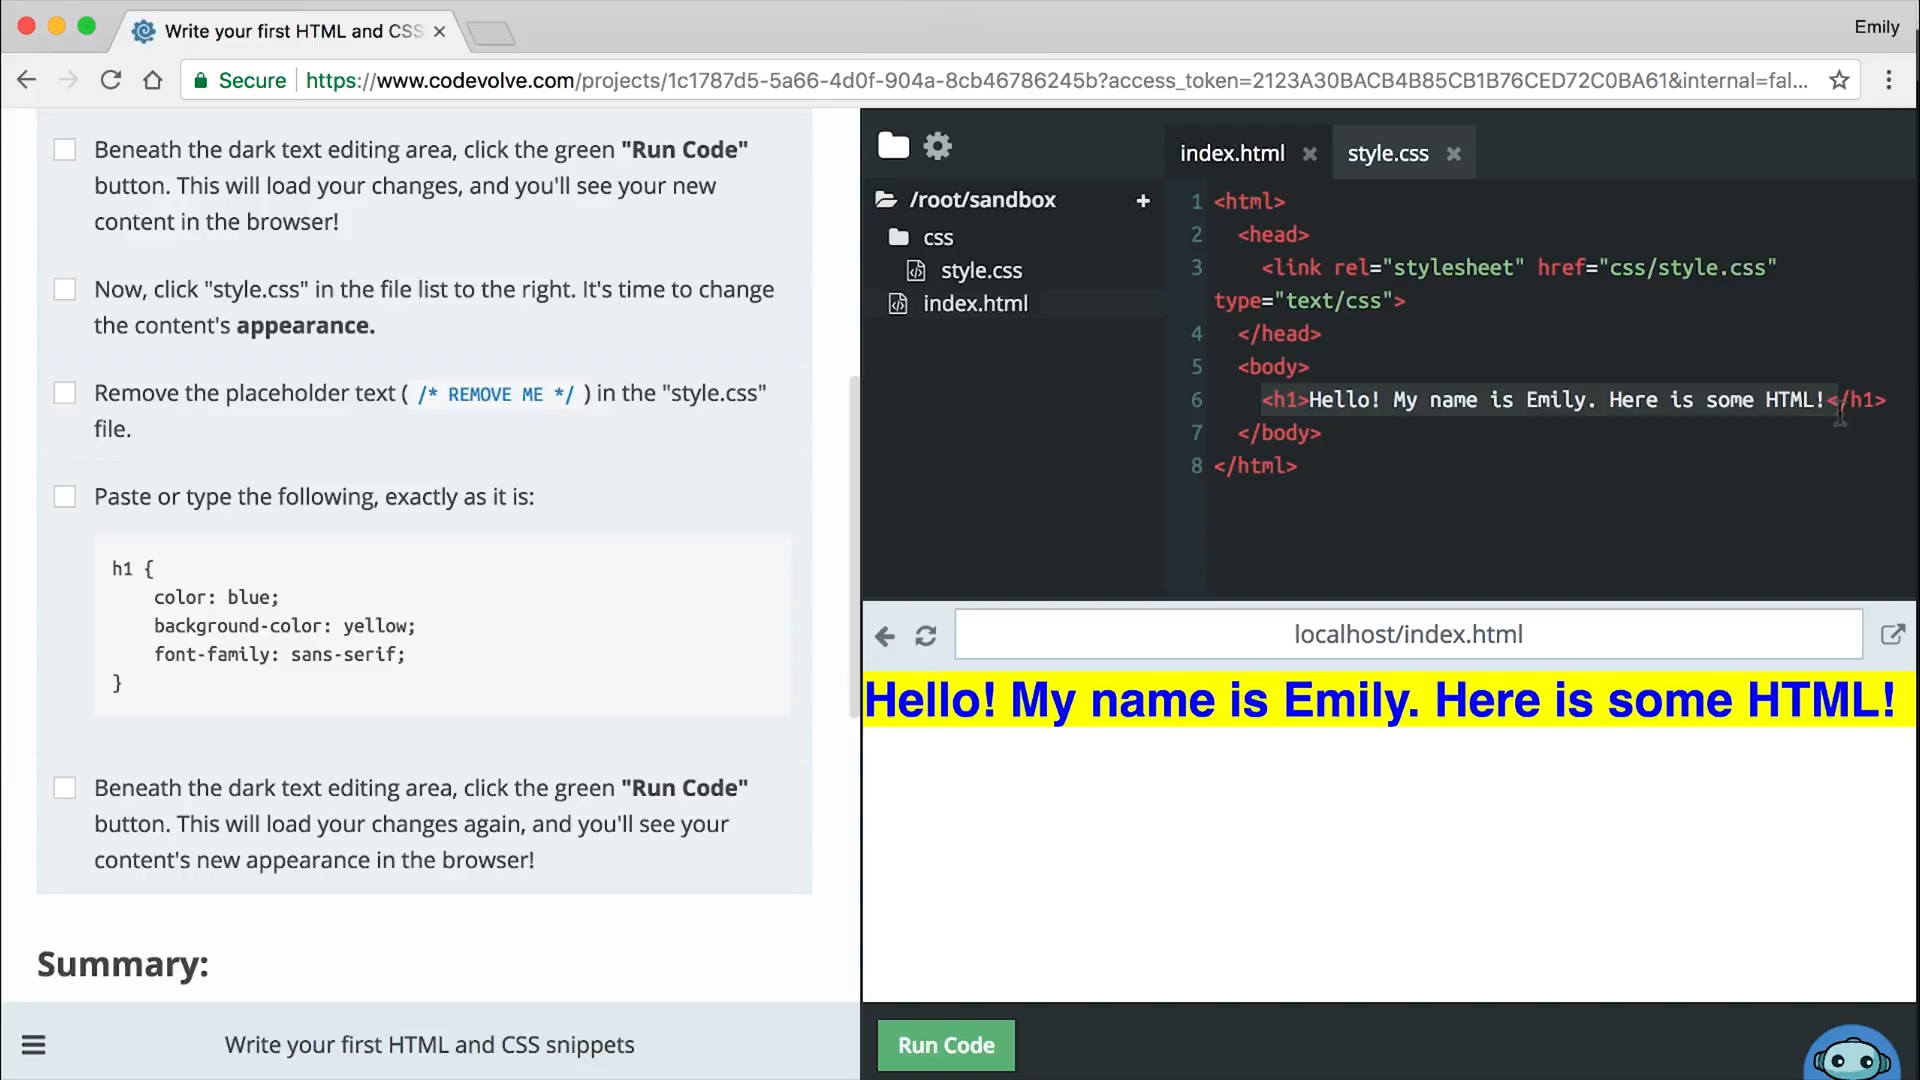 Write your first HTML and CSS
Emily
Secure
https://www.codevolve.com/projects/1c1787d5-5a66-4d0f-904a-8cb46786245b?access_token=2123A30BACB4B85CB1B76CED72C0BA61&internal=fal...
Beneath the dark text editing area, click the green "Run Code"
button. This will load your changes, and you'll see your new
content in the browser!
Now, click "style.css" in the file list to the right. It's time to change
the content's appearance.
Remove the placeholder text ( /* REMOVE ME */ ) in the "style.css"
file.
Paste or type the following, exactly as it is:
h1 {
color: blue;
background-color: yellow;
font-family: sans-serif;
}
Beneath the dark text editing area, click the green "Run Code"
button. This will load your changes again, and you'll see your
content's new appearance in the browser!
Summary:
Write your first HTML and CSS snippets
/root/sandbox +
css
style.css
index.html
index.html
style.css
1 <html>
2 <head>
3 <link rel="stylesheet" href="css/style.css"
type="text/css">
4 </head>
5 <body>
6 <h1>Hello! My name is Emily. Here is some HTML!</h1>
7 </body>
8 </html>
localhost/index.html
Hello! My name is Emily. Here is some HTML!
Run Code